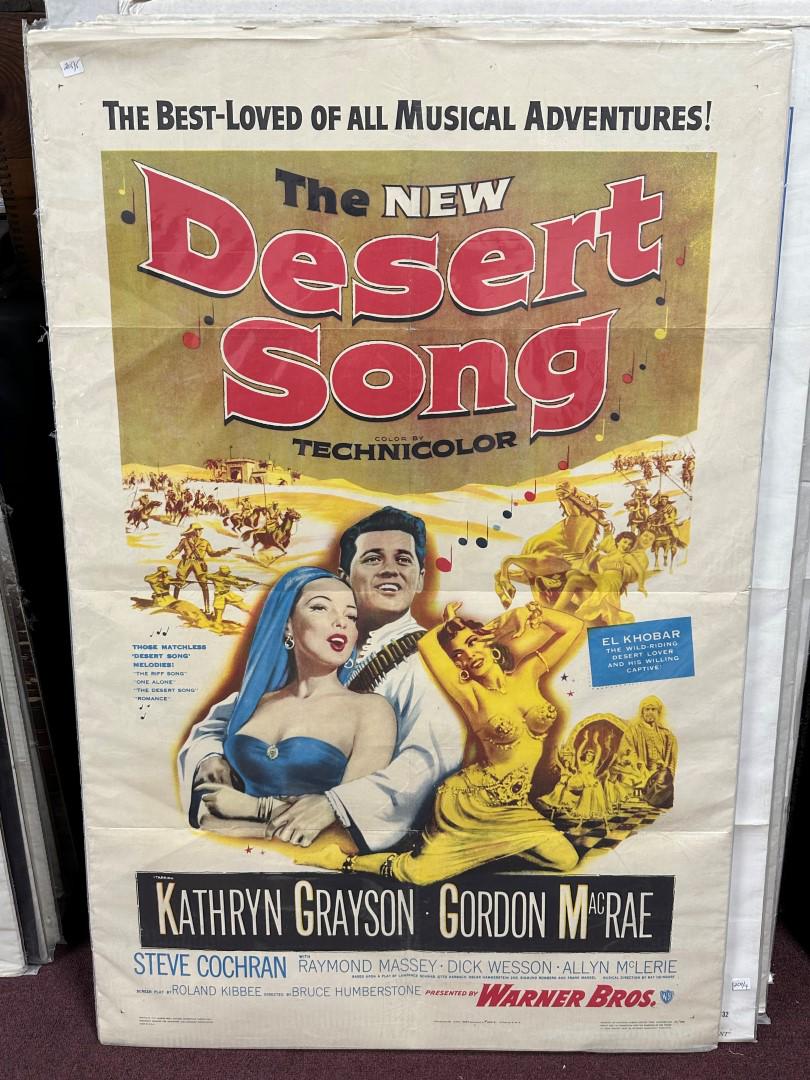 THE BEST-LOVED OF ALL MUSICAL ADVENTURES!
The NEW
Desert
Song
COLOR BY
TECHNICOLOR
THOSE MATCHLESS
'DESERT SONG'
MELODIES!
"THE RIFF SONG"
"ONE ALONE"
"THE DESERT SONG"
"ROMANCE"
EL KHOBAR
THE WILD-RIDING
DESERT LOVER
AND HIS WILLING
CAPTIVE!
STARRING
KATHRYN GRAYSON · GORDON MACRAE
STEVE COCHRAN WITH RAYMOND MASSEY · DICK WESSON · ALLYN MCLERIE
SCREEN PLAY BY ROLAND KIBBEE DIRECTED BY BRUCE HUMBERSTONE PRESENTED BY WARNER BROS. WB
32